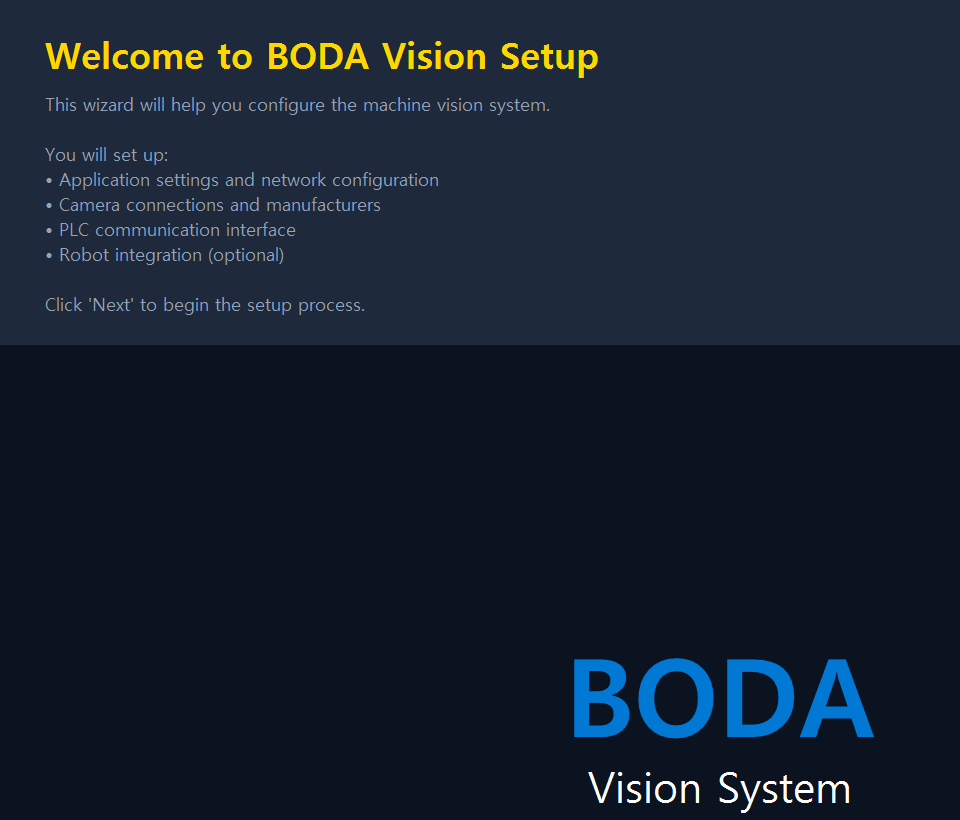 Welcome to BODA Vision Setup
This wizard will help you configure the machine vision system.
You will set up:
• Application settings and network configuration
• Camera connections and manufacturers
• PLC communication interface
• Robot integration (optional)
Click 'Next' to begin the setup process.
BODA
Vision System